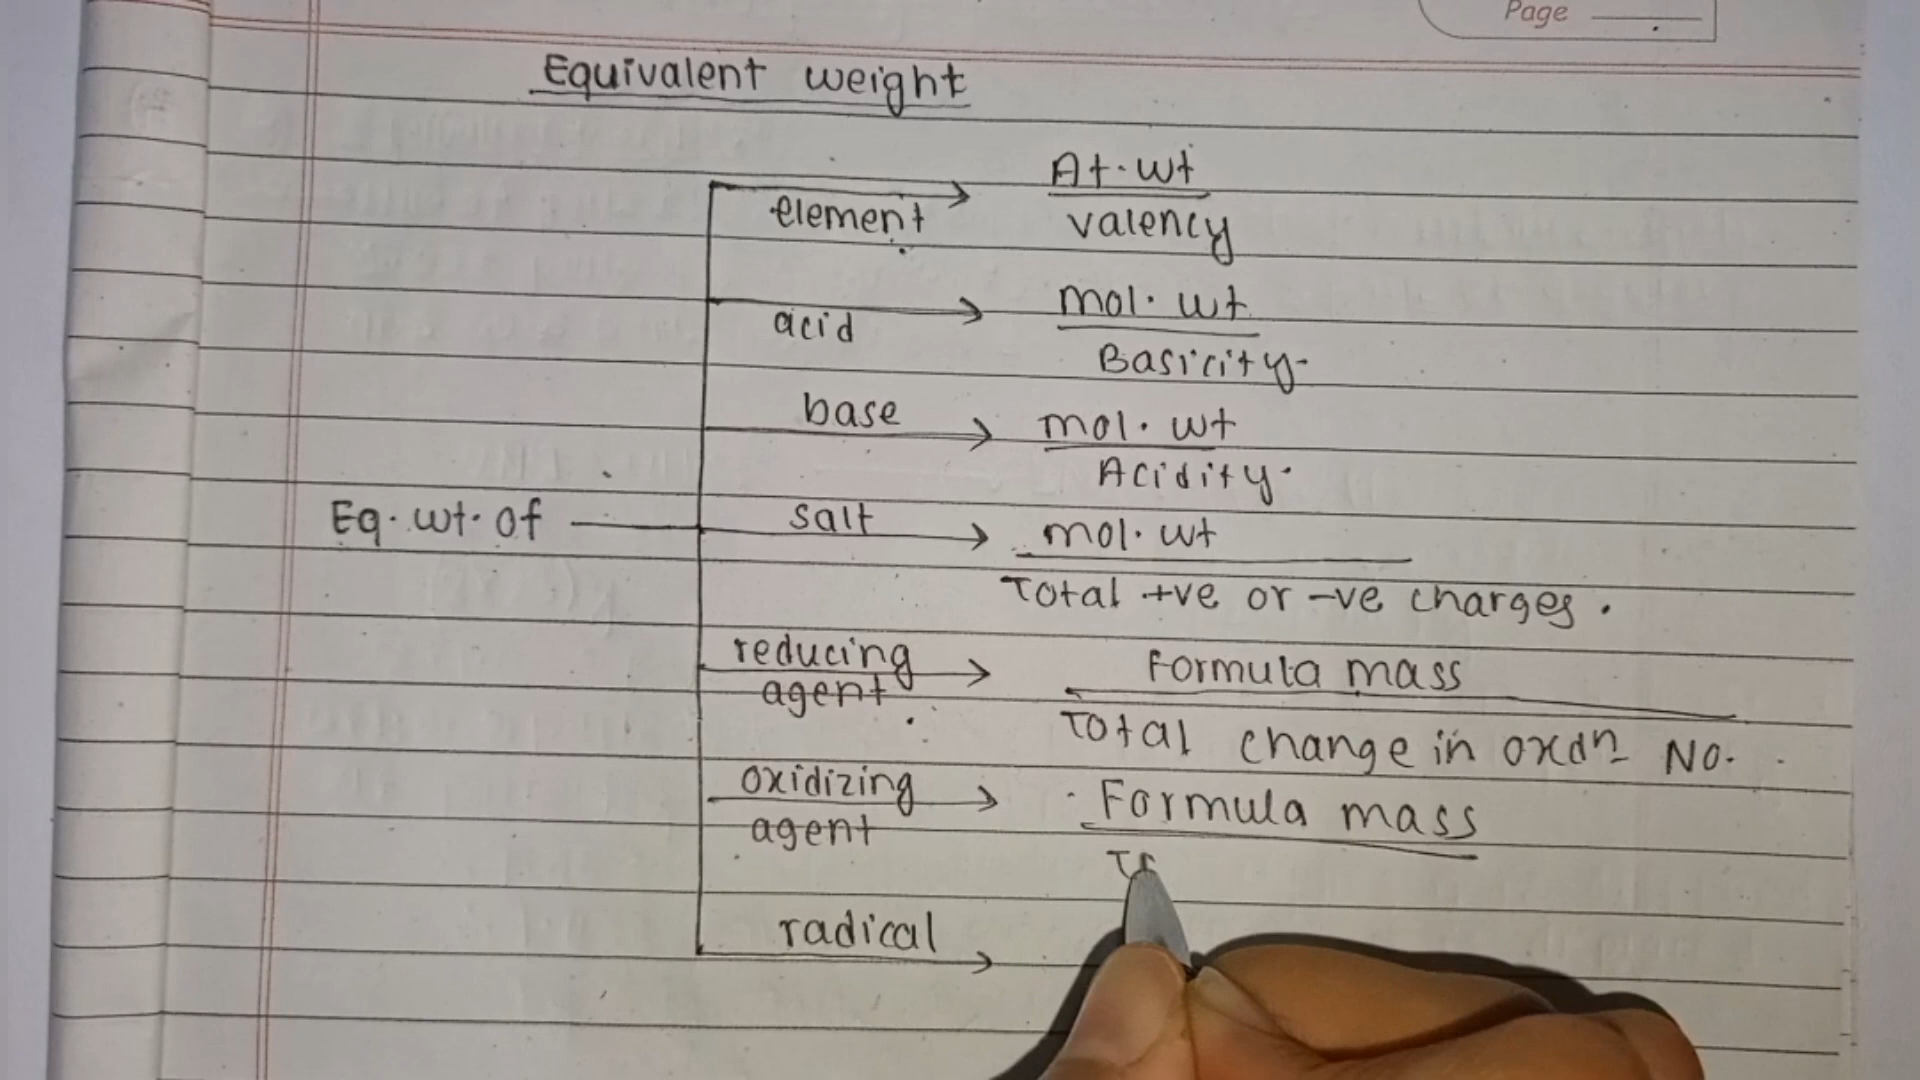 Page
Equivalent weight
At. wt
element
valency
mol. wt
acid
Basicity
base
mol. wt
Acidity
Eq. wt. of
salt
mol. wt
Total +ve or -ve charges.
reducing
agent
Formula mass
Total change in oxdn No.
oxidizing
agent
Formula mass
radical